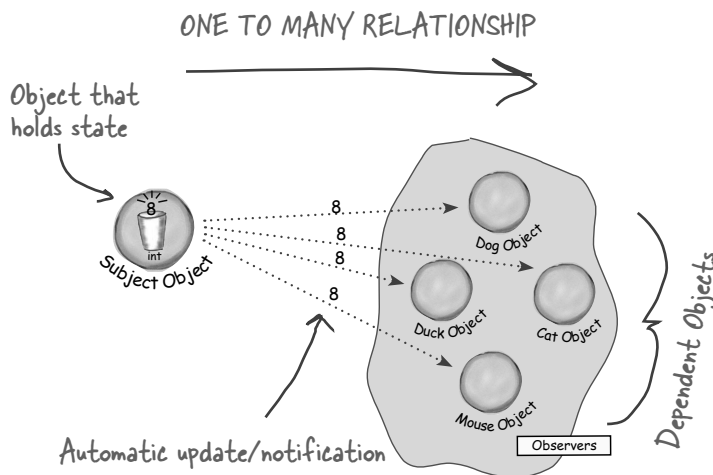 ONE TO MANY RELATIONSHIP
Object that
holds state
8
int
Subject Object
8
8
8
8
Dog Object
Duck Object
Cat Object
Mouse Object
Observers
Dependent Objects
Automatic update/notification